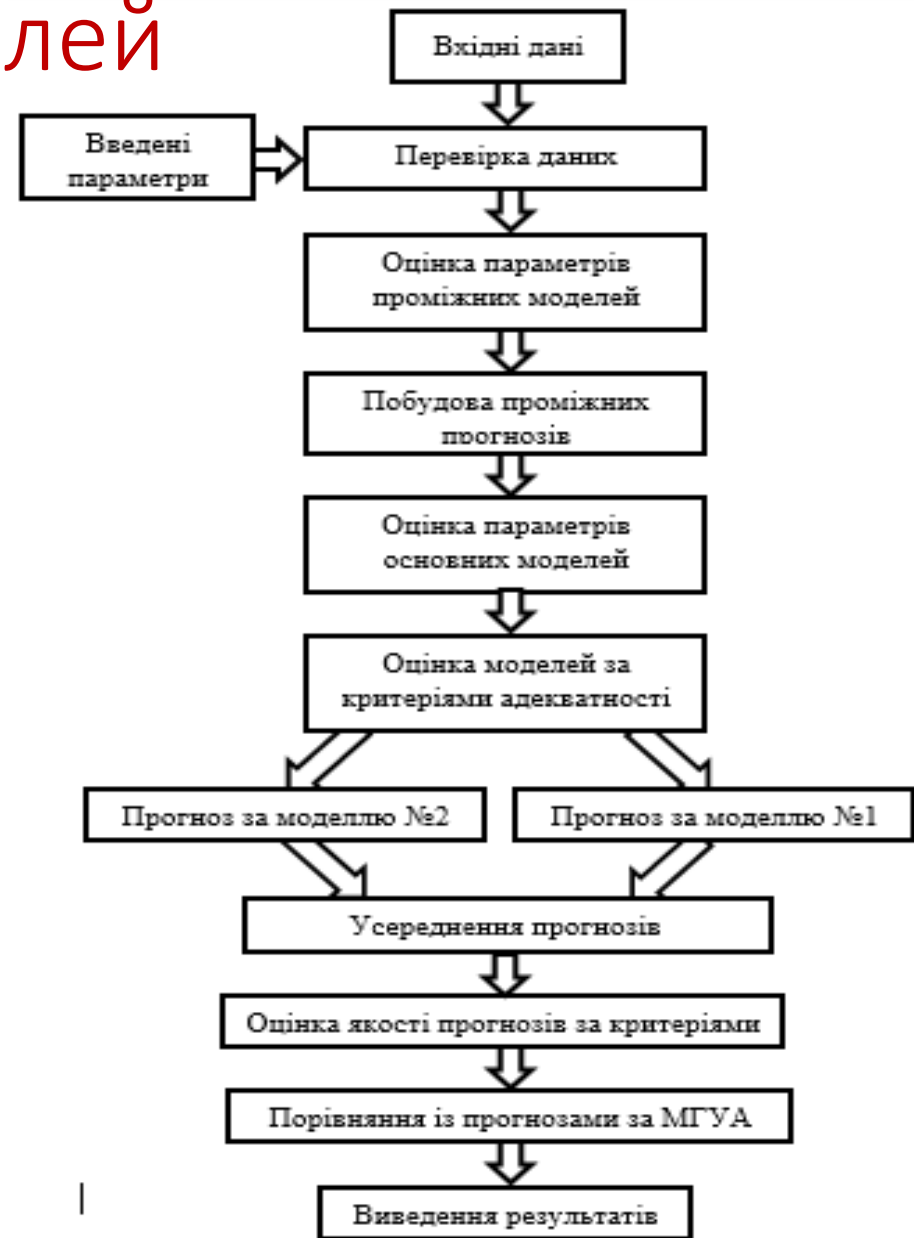 лей
Вхідні дані
Введені
параметри
Перевірка даних
Оцінка параметрів
проміжних моделей
Побудова проміжних
прогнозів
Оцінка параметрів
основних моделей
Оцінка моделей за
критеріями адекватності
Прогноз за моделлю №2
Прогноз за моделлю №1
Усереднення прогнозів
Оцінка якості прогнозів за критеріями
Порівняння із прогнозами за МГУА
Виведення результатів